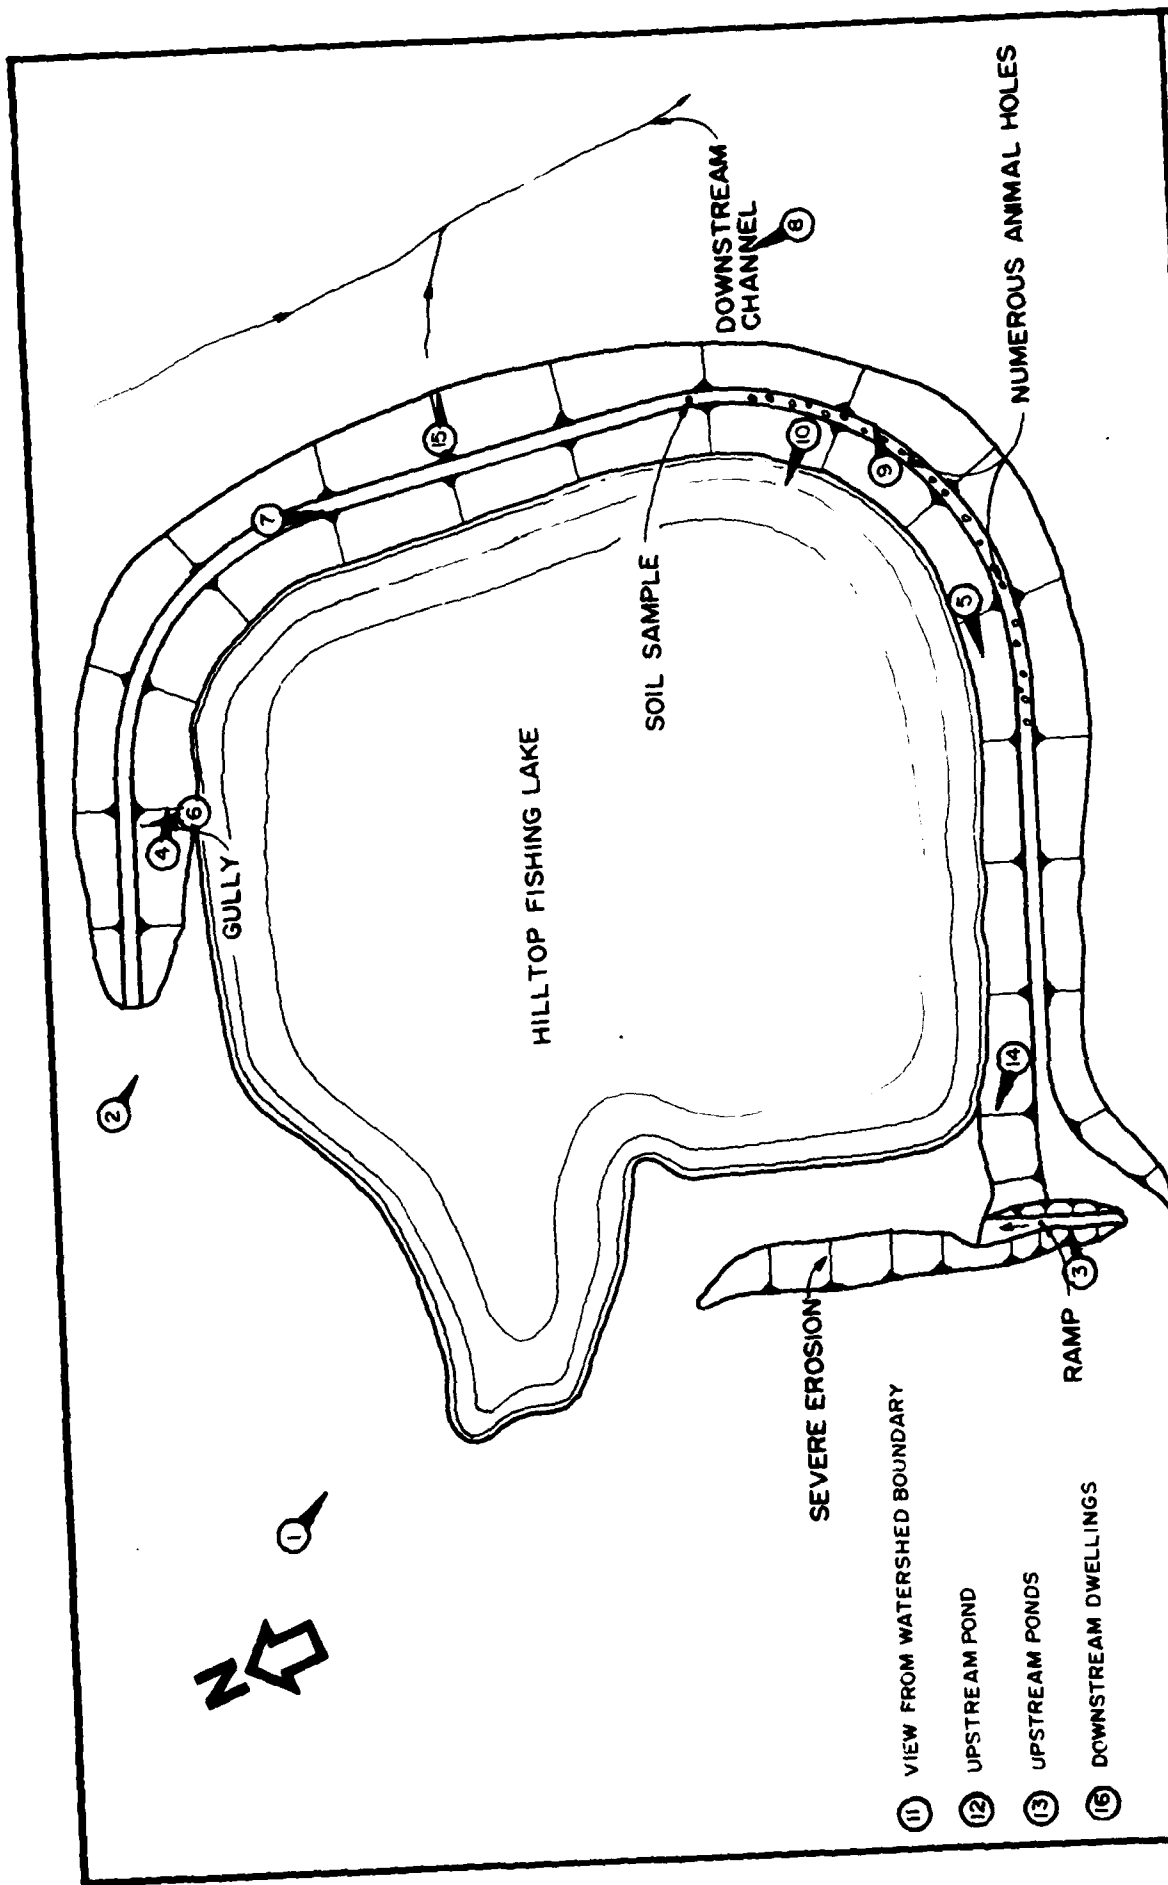 N
1
2
4
6
GULLY
7
15
HILLTOP FISHING LAKE
SOIL SAMPLE
10
9
5
DOWNSTREAM
CHANNEL
8
NUMEROUS ANIMAL HOLES
14
SEVERE EROSION
RAMP
3
11 VIEW FROM WATERSHED BOUNDARY
12 UPSTREAM POND
13 UPSTREAM PONDS
16 DOWNSTREAM DWELLINGS